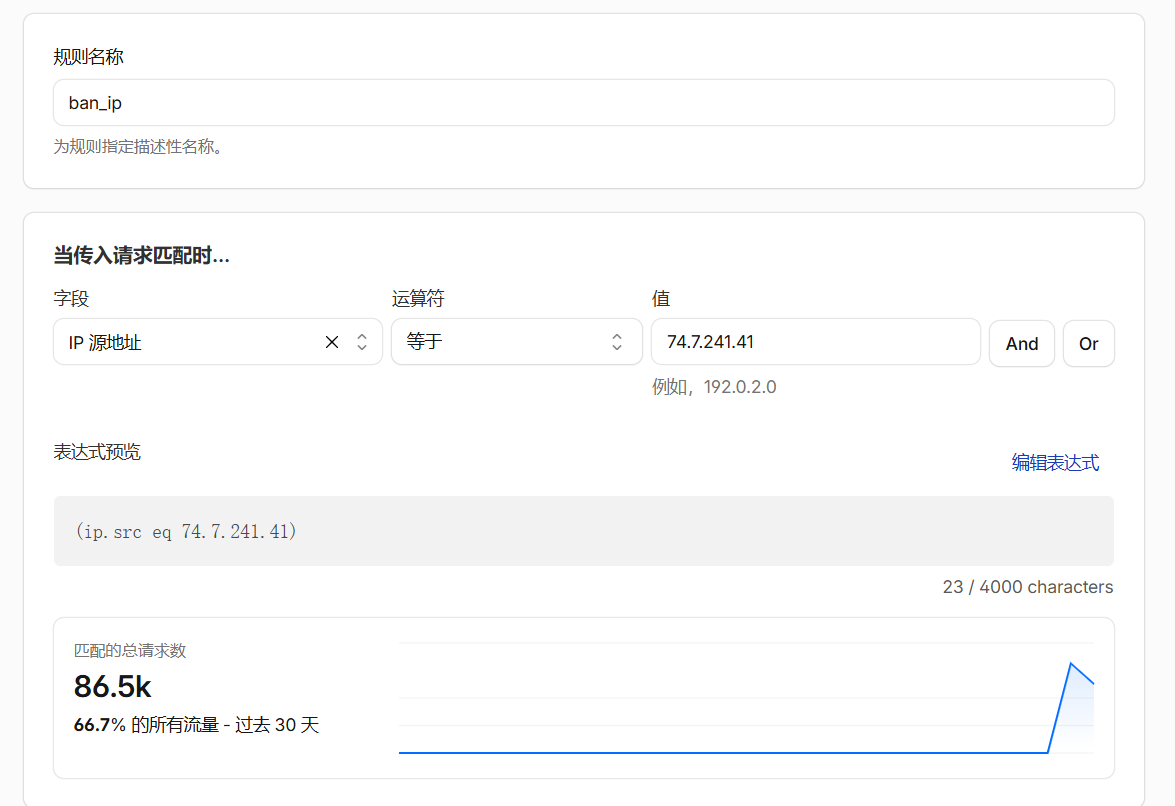 规则名称
ban_ip
为规则指定描述性名称。
当传入请求匹配时...
字段 运算符 值
IP 源地址 等于 74.7.241.41 And Or
例如，192.0.2.0
表达式预览
编辑表达式
(ip.src eq 74.7.241.41)
23 / 4000 characters
匹配的总请求数
86.5k
66.7% 的所有流量 - 过去 30 天